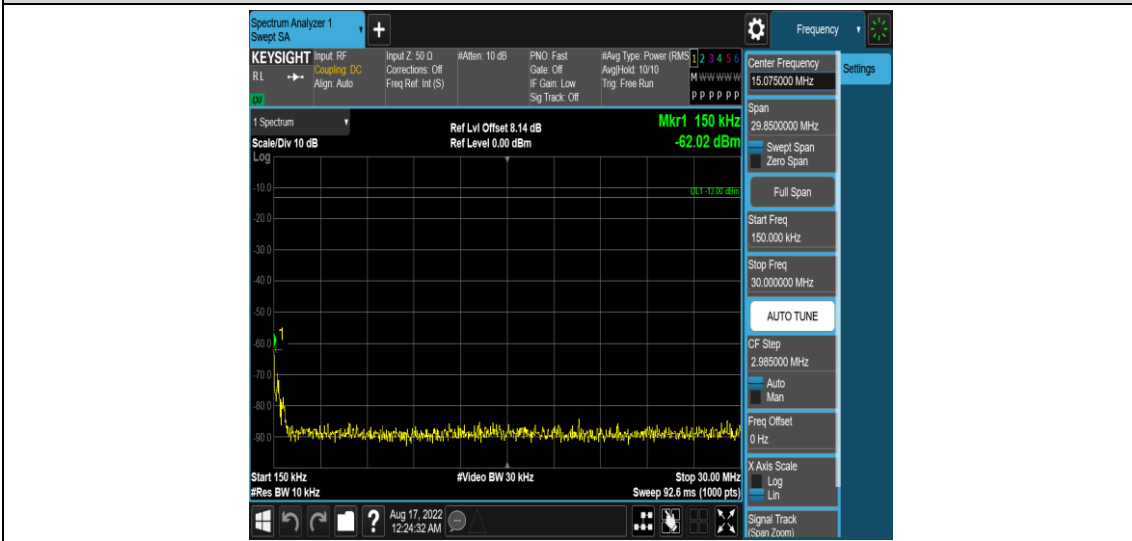 Spectrum Analyzer 1
Swept SA
+
Frequency
KEYSIGHT
RL
LXI
Input: RF
Coupling: DC
Align: Auto
Input Z: 50 Ω
Corrections: Off
Freq Ref: Int (S)
#Atten: 10 dB
PNO: Fast
Gate: Off
IF Gain: Low
Sig Track: Off
#Avg Type: Power (RMS
Avg|Hold: 10/10
Trig: Free Run
1 2 3 4 5 6
M W W W W W
P P P P P P
1 Spectrum
Scale/Div 10 dB
Log
Ref Lvl Offset 8.14 dB
Ref Level 0.00 dBm
Mkr1 150 kHz
-62.02 dBm
DL1 -13.00 dBm
-10.0
-20.0
-30.0
-40.0
-50.0
1
-60.0
-70.0
-80.0
-90.0
Start 150 kHz
#Res BW 10 kHz
#Video BW 30 kHz
Stop 30.00 MHz
Sweep 92.6 ms (1000 pts)
?
Aug 17, 2022
12:24:32 AM
Center Frequency
15.075000 MHz
Settings
Span
29.8500000 MHz
Swept Span
Zero Span
Full Span
Start Freq
150.000 kHz
Stop Freq
30.000000 MHz
AUTO TUNE
CF Step
2.985000 MHz
Auto
Man
Freq Offset
0 Hz
X Axis Scale
Log
Lin
Signal Track
(Span Zoom)